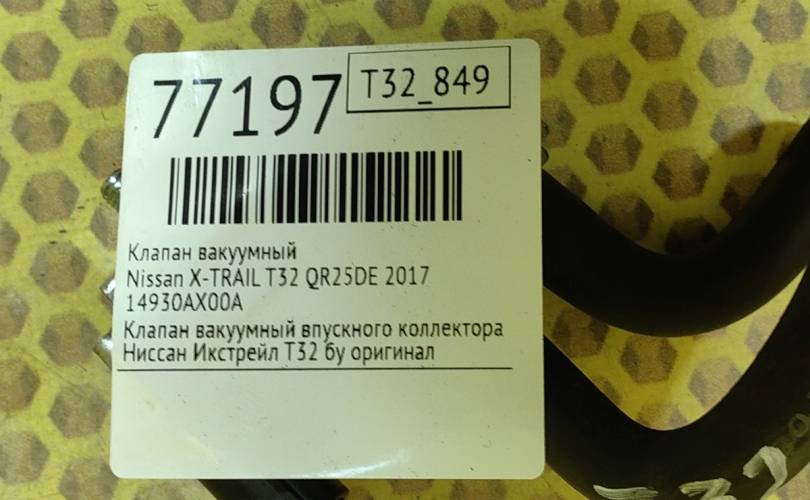 77197
T32_849
Клапан вакуумный
Nissan X-TRAIL T32 QR25DE 2017
14930AX00A
Клапан вакуумный впускного коллектора
Ниссан Икстрейл Т32 бу оригинал